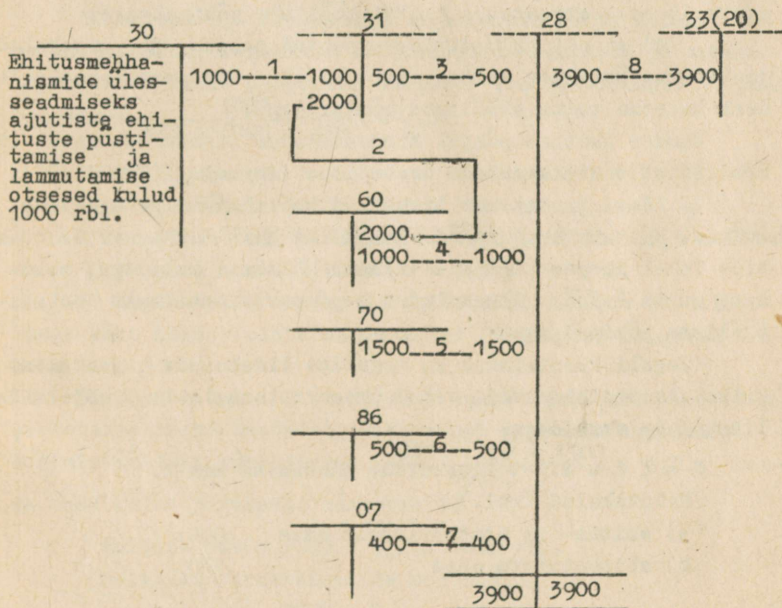 30 31 28 33(20)
Ehitusmehha-
nismide üles-
seadmiseks
ajutiste ehi-
tuste püsti-
tamise ja
lammutamise
otsesed kulud
1000 rbl.
1000 1 1000 500 3 500 3900 8 3900
2000
2
60
2000
1000 4 1000
70
1500 5 1500
86
500 6 500
07
400 7 400
3900 3900